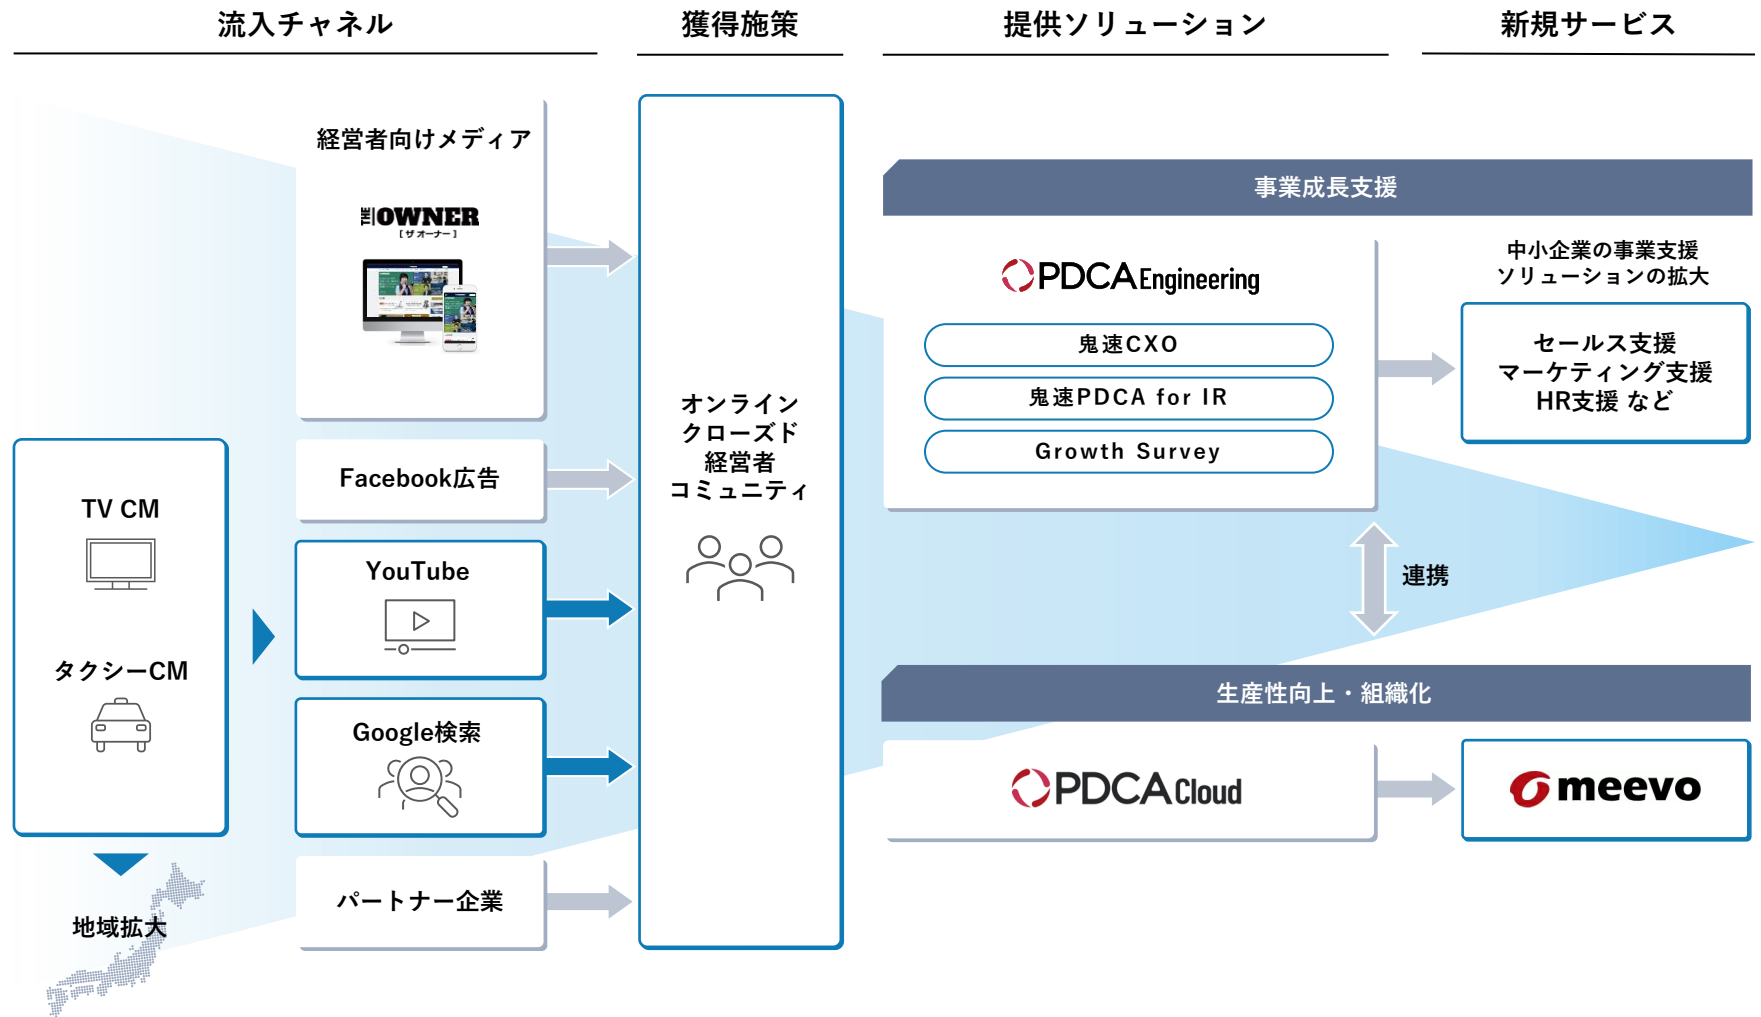 流入チャネル
獲得施策
提供ソリューション
新規サービス
経営者向けメディア
THE OWNER
[ ザ オーナー ]
Facebook広告
TV CM
タクシーCM
地域拡大
YouTube
Google検索
パートナー企業
オンライン
クローズド
経営者
コミュニティ
事業成長支援
PDCA Engineering
鬼速CXO
鬼速PDCA for IR
Growth Survey
中小企業の事業支援
ソリューションの拡大
セールス支援
マーケティング支援
HR支援 など
連携
生産性向上・組織化
PDCA Cloud
meevo